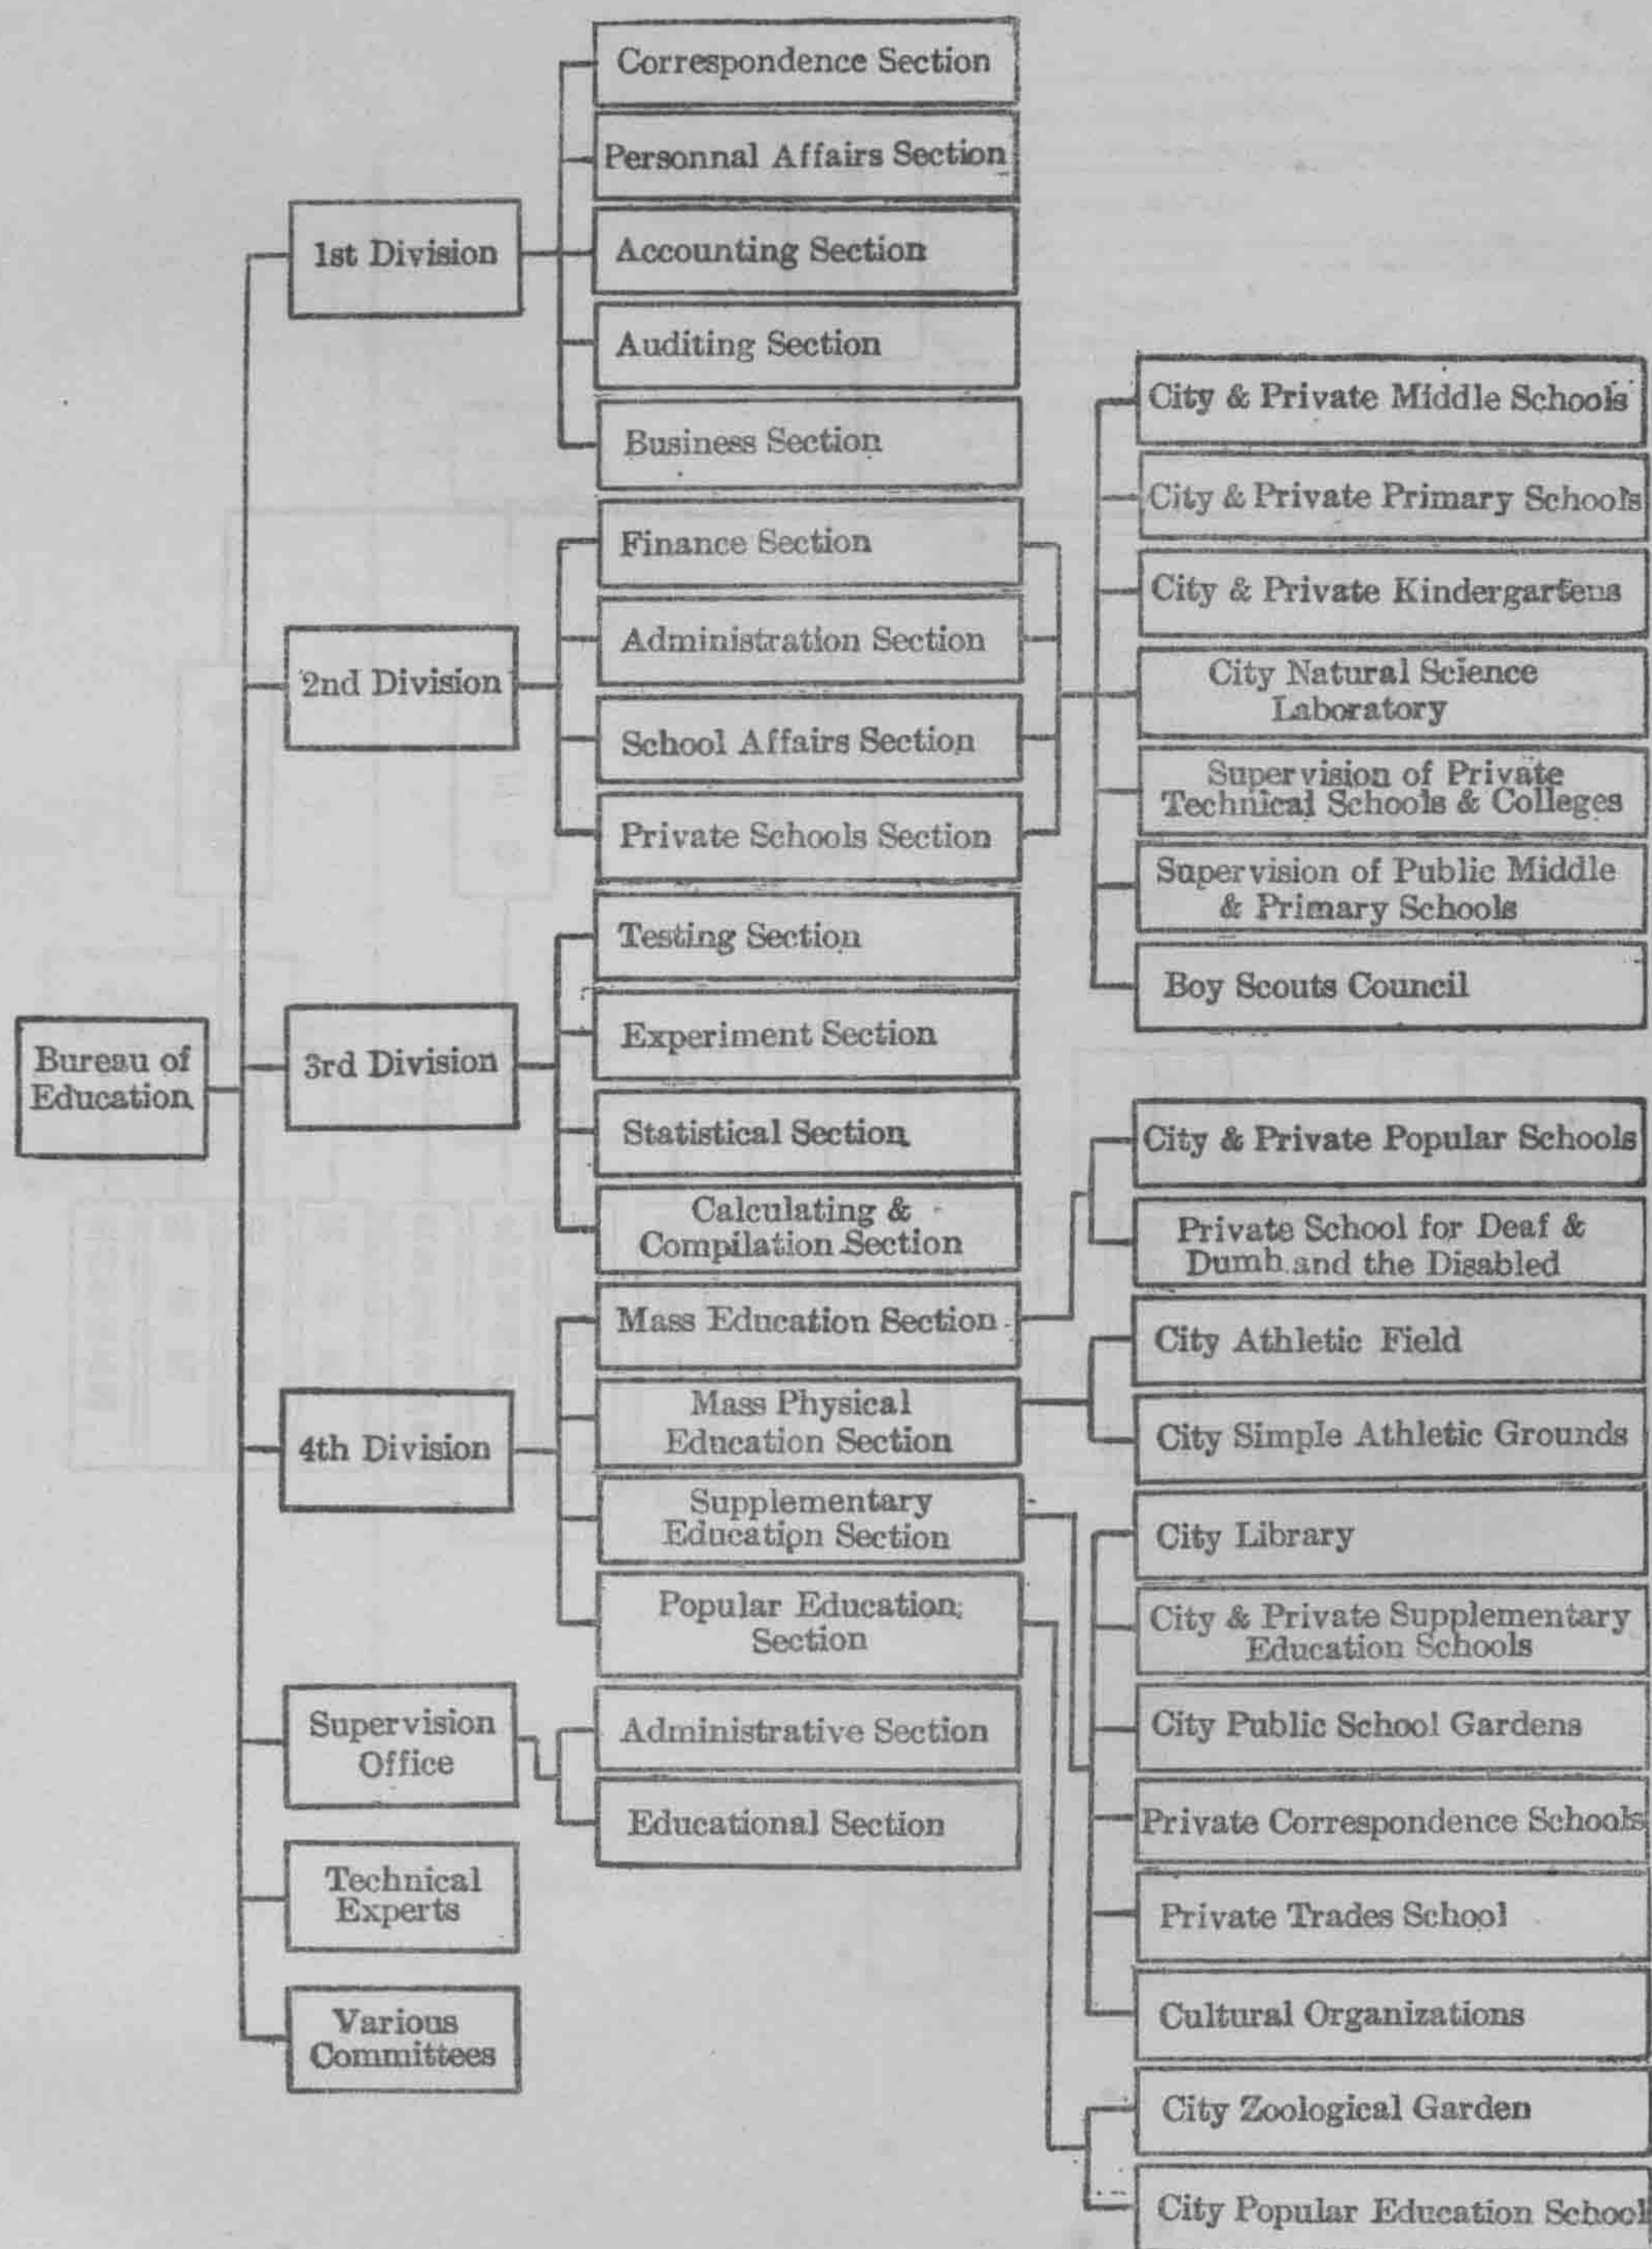 Bureau of
Education
1st Division
2nd Division
3rd Division
4th Division
Supervision
Office
Technical
Experts
Various
Committees
Correspondence Section
Personnal Affairs Section
Accounting Section
Auditing Section
Business Section
Finance Section
Administration Section
School Affairs Section
Private Schools Section
Testing Section
Experiment Section
Statistical Section
Calculating &
Compilation Section
Mass Education Section
Mass Physical
Education Section
Supplementary
Education Section
Popular Education
Section
Administrative Section
Educational Section
City & Private Middle Schools
City & Private Primary Schools
City & Private Kindergartens
City Natural Science
Laboratory
Supervision of Private
Technical Schools & Colleges
Supervision of Public Middle
& Primary Schools
Boy Scouts Council
City & Private Popular Schools
Private School for Deaf &
Dumb and the Disabled
City Athletic Field
City Simple Athletic Grounds
City Library
City & Private Supplementary
Education Schools
City Public School Gardens
Private Correspondence Schools
Private Trades School
Cultural Organizations
City Zoological Garden
City Popular Education School